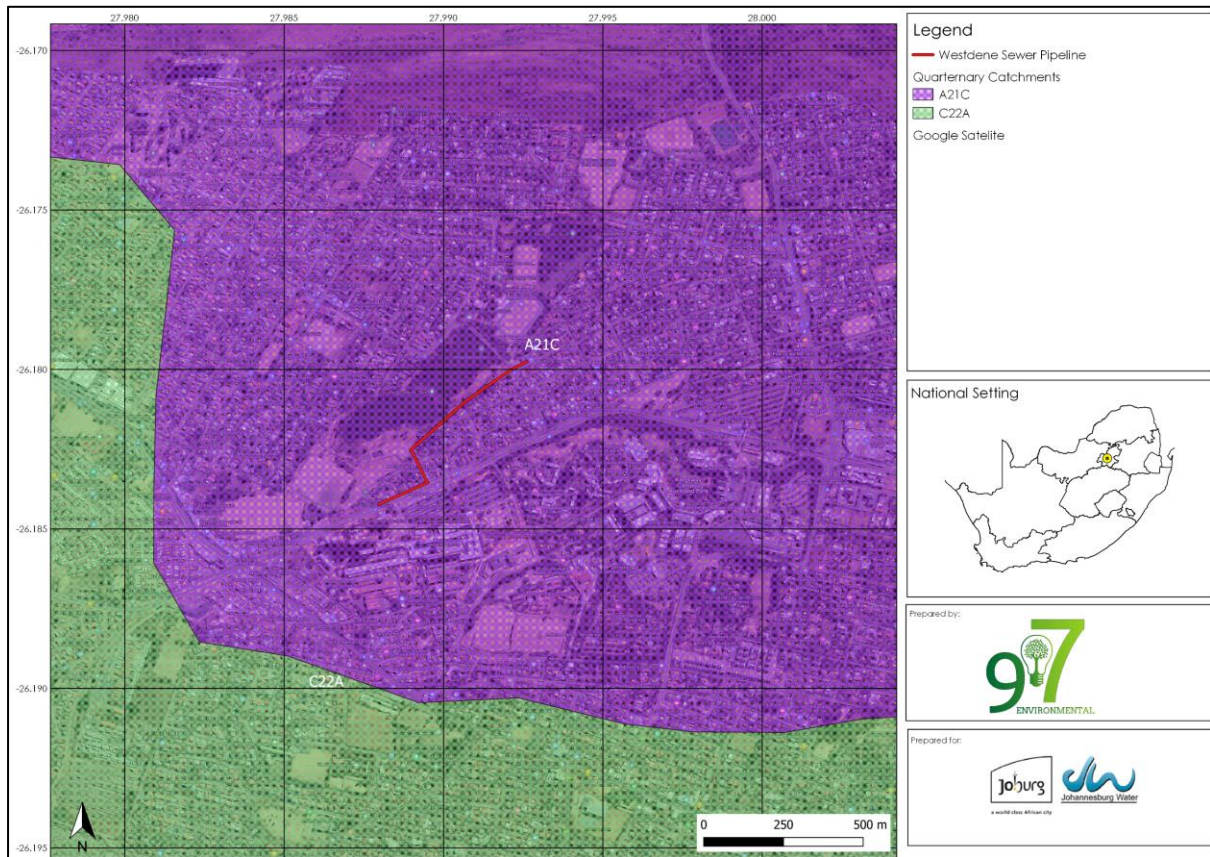 27,980 27,985 27,990 27,995 28,000
-26.170
-26.175
-26.180
-26.185
-26.190
-26.195
A21C
C22A
N
0 250 500 m
Legend
Westdene Sewer Pipeline
Quarternary Catchments
A21C
C22A
Google Satelite
National Setting
Prepared by:
907
ENVIRONMENTAL
Prepared for:
Joburg
a world class African city
Johannesburg Water